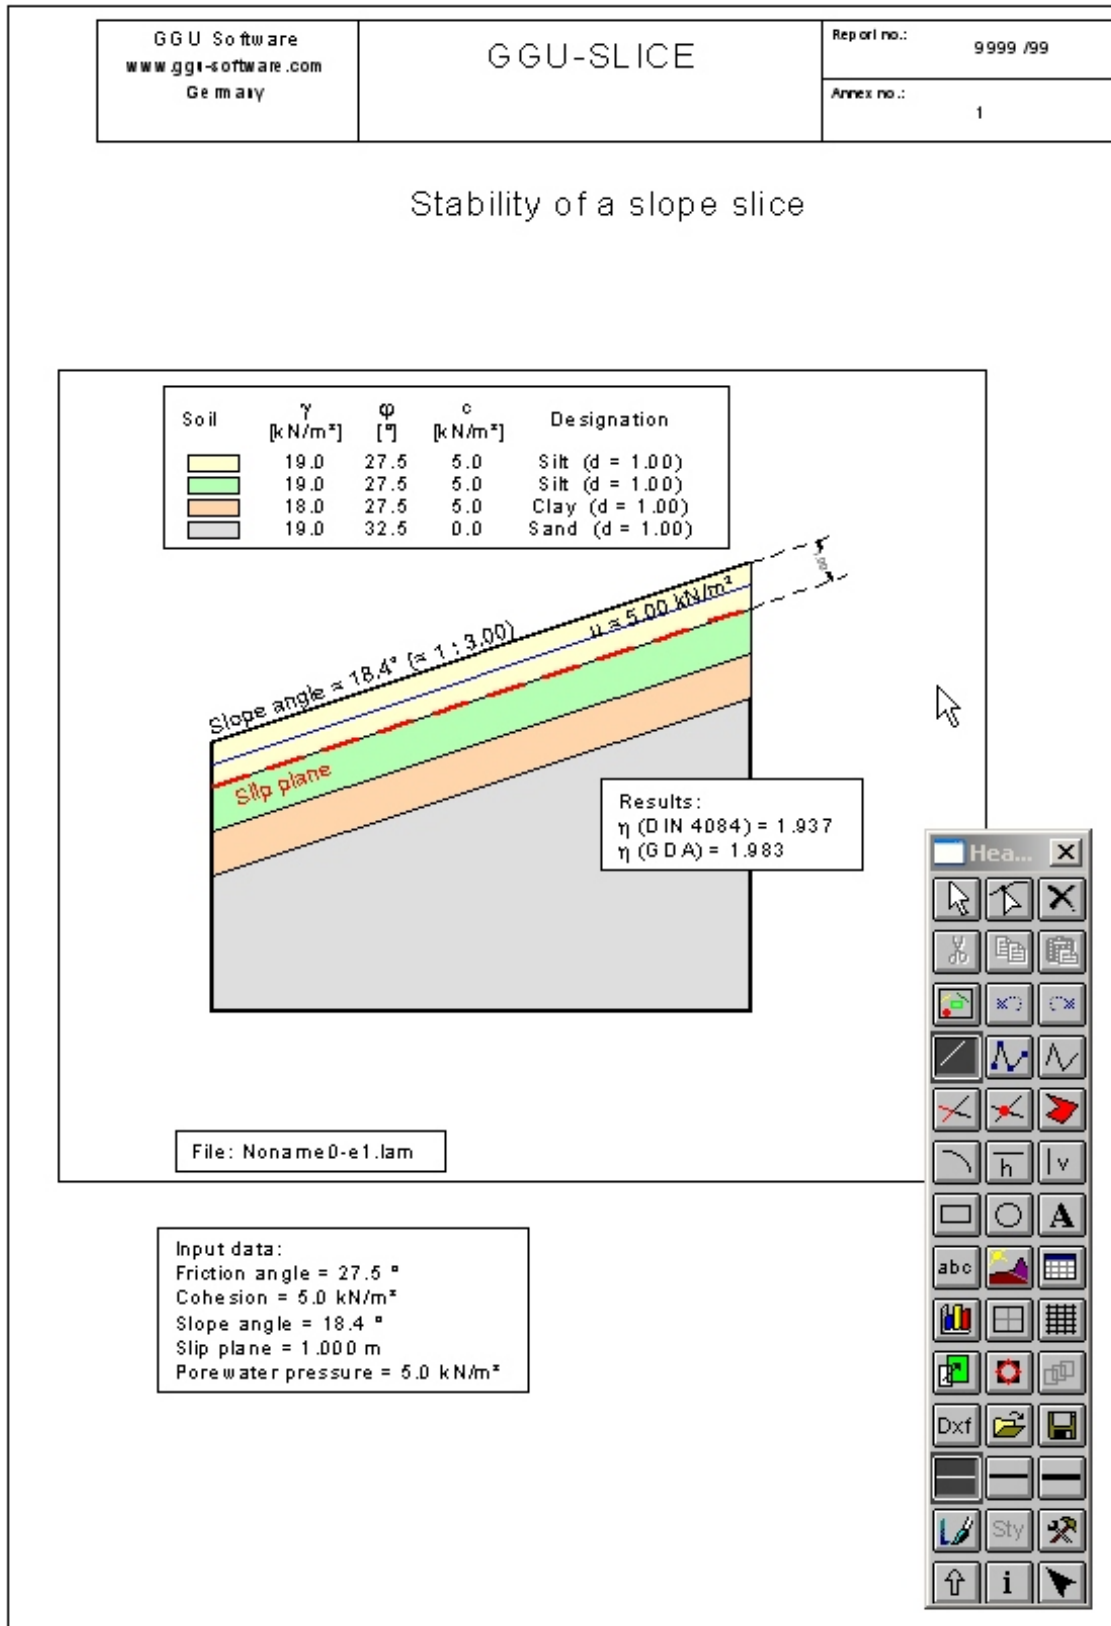 GGU Software
www.ggu-software.com
Germany
GGU-SLICE
Report no.:
9999 /99
Annex no.:
1
Stability of a slope slice
Soil γ [kN/m³] φ [°] c [kN/m²] Designation
19.0 27.5 5.0 Silt (d = 1.00)
19.0 27.5 5.0 Silt (d = 1.00)
18.0 27.5 5.0 Clay (d = 1.00)
19.0 32.5 0.0 Sand (d = 1.00)
1.00
u = 5.00 kN/m²
Slope angle = 18.4° (= 1 : 3.00)
Slip plane
Results:
η (DIN 4084) = 1.937
η (GDA) = 1.983
File: Noname0-e1.lam
Input data:
Friction angle = 27.5 °
Cohesion = 5.0 kN/m²
Slope angle = 18.4 °
Slip plane = 1.000 m
Porewater pressure = 5.0 kN/m²
Hea...
h
v
A
abc
Dxf
Sty
i